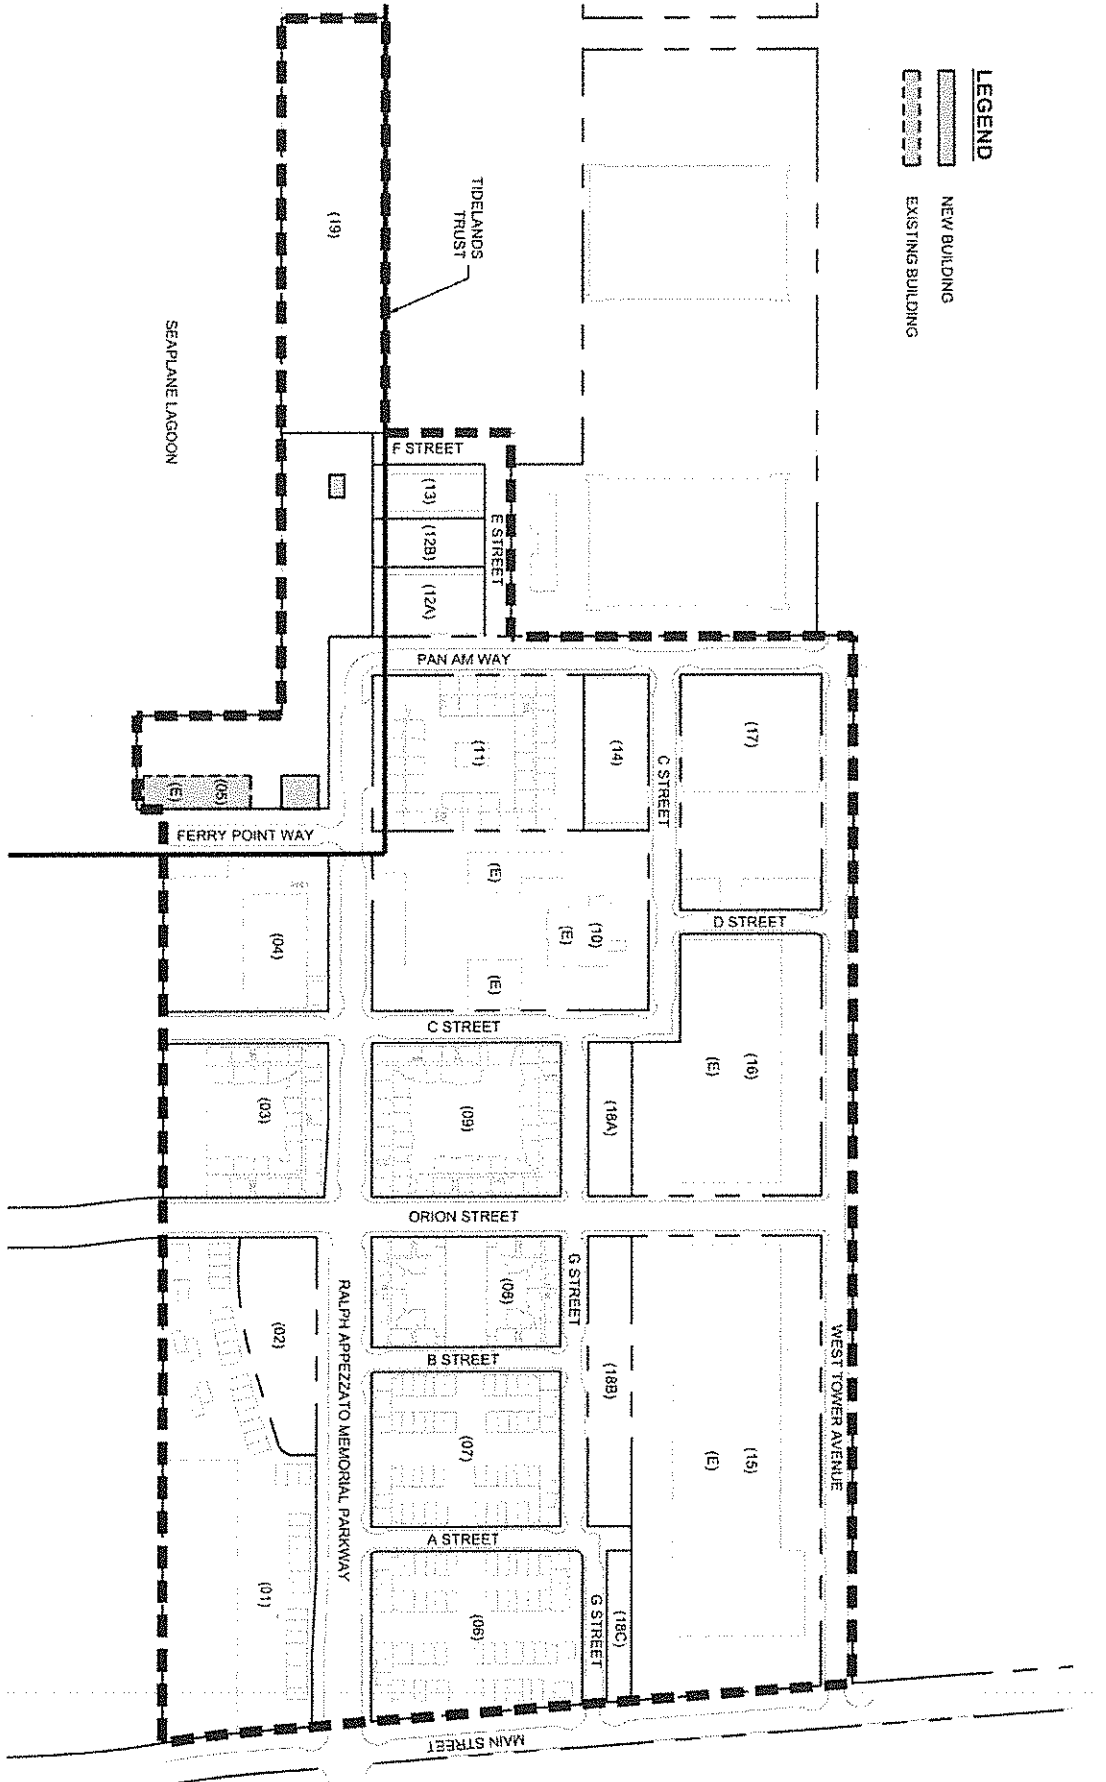 LEGEND
NEW BUILDING
EXISTING BUILDING
TIDELANDS
TRUST
(19)
SEAPLANE LAGOON
F STREET
(13)
(12B)
(12A)
E STREET
PAN AM WAY
(11)
(14)
C STREET
(17)
(05)
(E)
FERRY POINT WAY
(E)
(10)
(E)
(E)
D STREET
(04)
C STREET
(16)
(E)
(03)
(09)
(18A)
ORION STREET
(02)
(08)
G STREET
(18B)
B STREET
RALPH APPEZZATO MEMORIAL PARKWAY
WEST TOWER AVENUE
(07)
(15)
(E)
A STREET
(01)
(06)
G STREET
(18C)
MAIN STREET